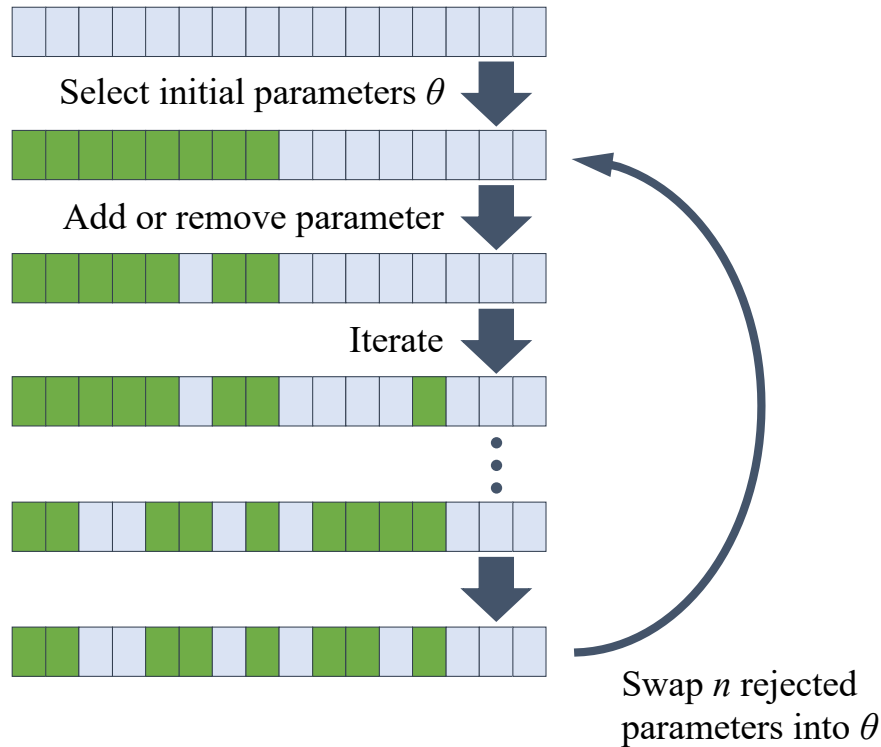 Select initial parameters θ
Add or remove parameter
Iterate
Swap n rejected
parameters into θ